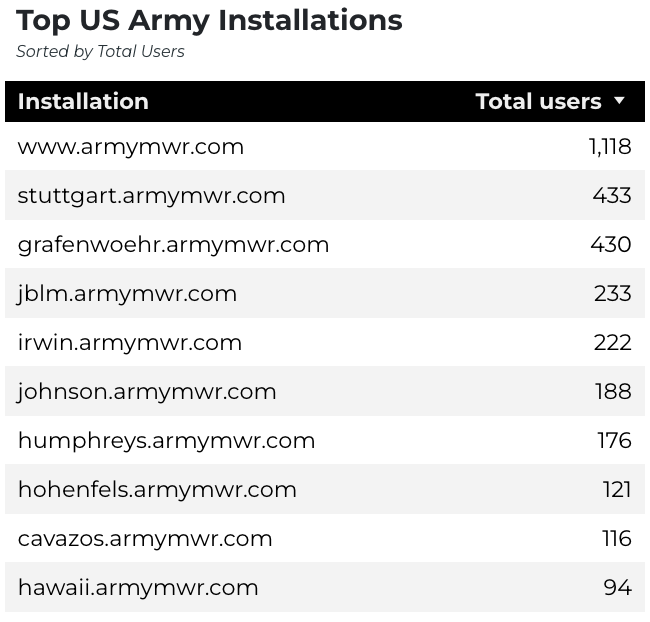 Top US Army Installations
Sorted by Total Users
Installation Total users ▼
www.armymwr.com 1,118
stuttgart.armymwr.com 433
grafenwoehr.armymwr.com 430
jblm.armymwr.com 233
irwin.armymwr.com 222
johnson.armymwr.com 188
humphreys.armymwr.com 176
hohenfels.armymwr.com 121
cavazos.armymwr.com 116
hawaii.armymwr.com 94